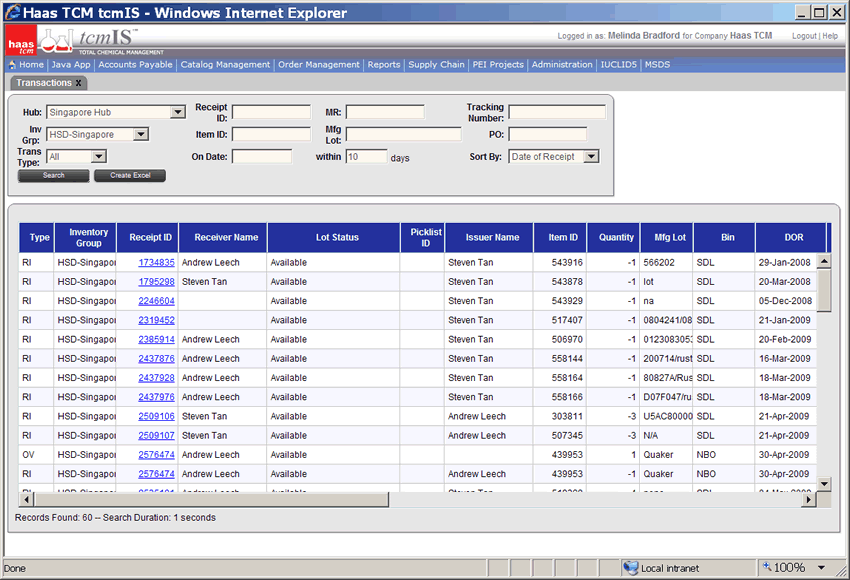 Haas TCM tcmIS - Windows Internet Explorer
haas tcm
tcmIS™
TOTAL CHEMICAL MANAGEMENT
Logged in as: Melinda Bradford for Company Haas TCM Logout | Help
Home | Java App | Accounts Payable | Catalog Management | Order Management | Reports | Supply Chain | PEI Projects | Administration | IUCLID5 | MSDS
Transactions X
Hub: Singapore Hub Receipt ID: MR: Tracking Number:
Inv Grp: HSD-Singapore Item ID: Mfg Lot: PO:
Trans Type: All On Date: within 10 days Sort By: Date of Receipt
Search Create Excel
Type Inventory Group Receipt ID Receiver Name Lot Status Picklist ID Issuer Name Item ID Quantity Mfg Lot Bin DOR
RI HSD-Singapor 1734835 Andrew Leech Available Steven Tan 543916 -1 566202 SDL 29-Jan-2008
RI HSD-Singapor 1795298 Steven Tan Available Steven Tan 543878 -1 lot SDL 20-Mar-2008
RI HSD-Singapor 2246604 Available Steven Tan 543929 -1 na SDL 05-Dec-2008
RI HSD-Singapor 2319452 Available Steven Tan 517407 -1 0804241/08 SDL 21-Jan-2009
RI HSD-Singapor 2385914 Andrew Leech Available Steven Tan 506970 -1 0123083053 SDL 20-Feb-2009
RI HSD-Singapor 2437876 Andrew Leech Available Steven Tan 558144 -1 200714/rust SDL 16-Mar-2009
RI HSD-Singapor 2437928 Andrew Leech Available Steven Tan 558164 -1 80827A/Rus SDL 18-Mar-2009
RI HSD-Singapor 2437976 Andrew Leech Available Steven Tan 558166 -1 D07F047/ru SDL 18-Mar-2009
RI HSD-Singapor 2509106 Steven Tan Available Andrew Leech 303811 -3 U5AC80000 SDL 21-Apr-2009
RI HSD-Singapor 2509107 Steven Tan Available Andrew Leech 507345 -3 N/A SDL 21-Apr-2009
OV HSD-Singapor 2576474 Andrew Leech Available 439953 1 Quaker NBO 30-Apr-2009
RI HSD-Singapor 2576474 Andrew Leech Available Andrew Leech 439953 -1 Quaker NBO 30-Apr-2009
Records Found: 60 -- Search Duration: 1 seconds
Done Local intranet 100%